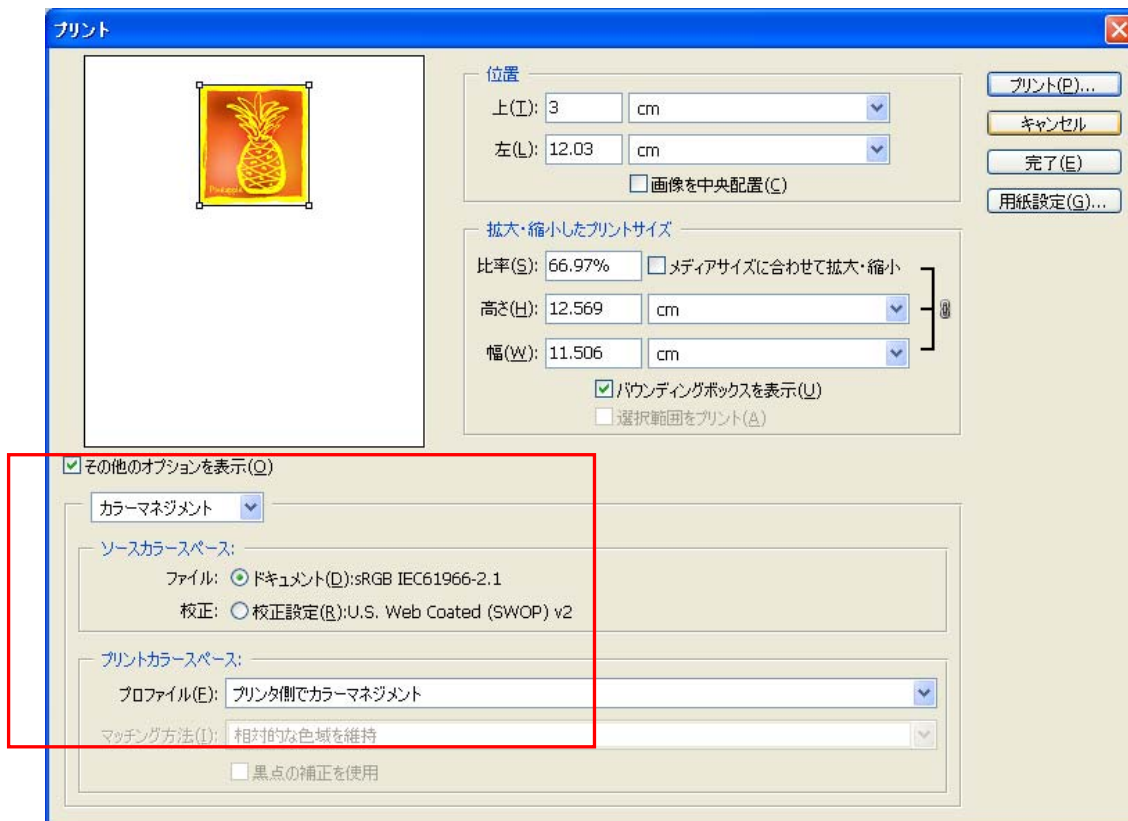 プリント
Pineapple
位置
上(T): 3 cm
左(L): 12.03 cm
画像を中央配置(C)
拡大・縮小したプリントサイズ
比率(S): 66.97% メディアサイズに合わせて拡大・縮小
高さ(H): 12.569 cm
幅(W): 11.506 cm
バウンディングボックスを表示(U)
選択範囲をプリント(A)
プリント(P)...
キャンセル
完了(E)
用紙設定(G)...
その他のオプションを表示(O)
カラーマネジメント
ソースカラースペース:
ファイル: ドキュメント(D):sRGB IEC61966-2.1
校正: 校正設定(R):U.S. Web Coated (SWOP) v2
プリントカラースペース:
プロファイル(F): プリンタ側でカラーマネジメント
マッチング方法(I): 相対的な色域を維持
黒点の補正を使用